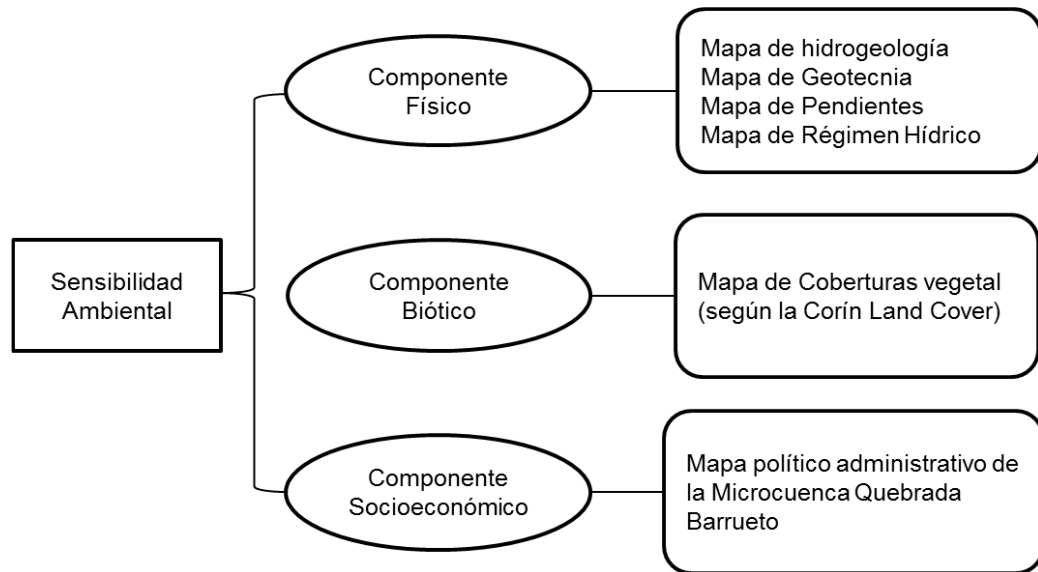 Sensibilidad
Ambiental
Componente
Físico
Mapa de hidrogeología
Mapa de Geotecnia
Mapa de Pendientes
Mapa de Régimen Hídrico
Componente
Biótico
Mapa de Coberturas vegetal
(según la Corín Land Cover)
Componente
Socioeconómico
Mapa político administrativo de
la Microcuenca Quebrada
Barrueto